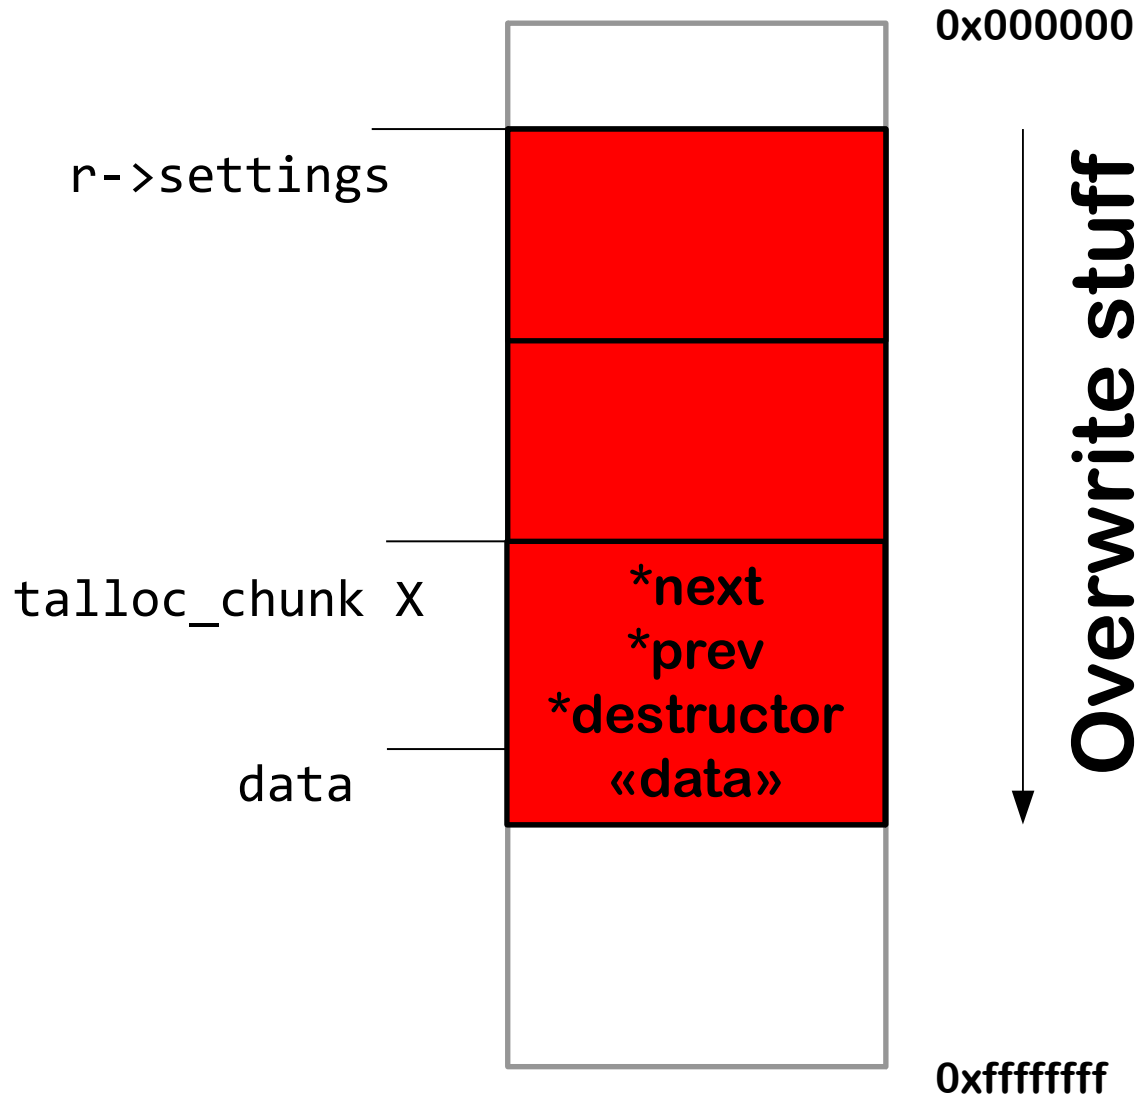 0x000000
r->settings
Overwrite stuff
talloc_chunk X
*next
*prev
*destructor
data
«data»
0xffffffff